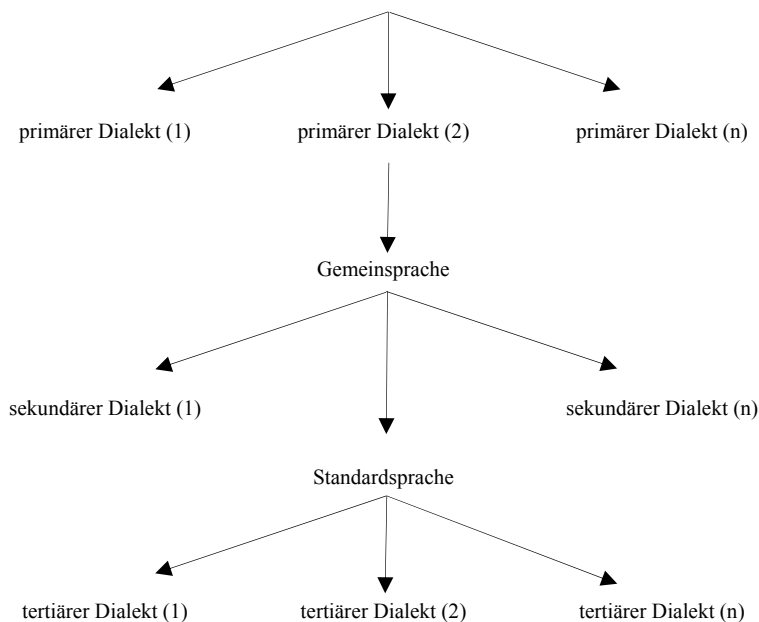 primärer Dialekt (1) primärer Dialekt (2) primärer Dialekt (n)
Gemeinsprache
sekundärer Dialekt (1) sekundärer Dialekt (n)
Standardsprache
tertiärer Dialekt (1) tertiärer Dialekt (2) tertiärer Dialekt (n)